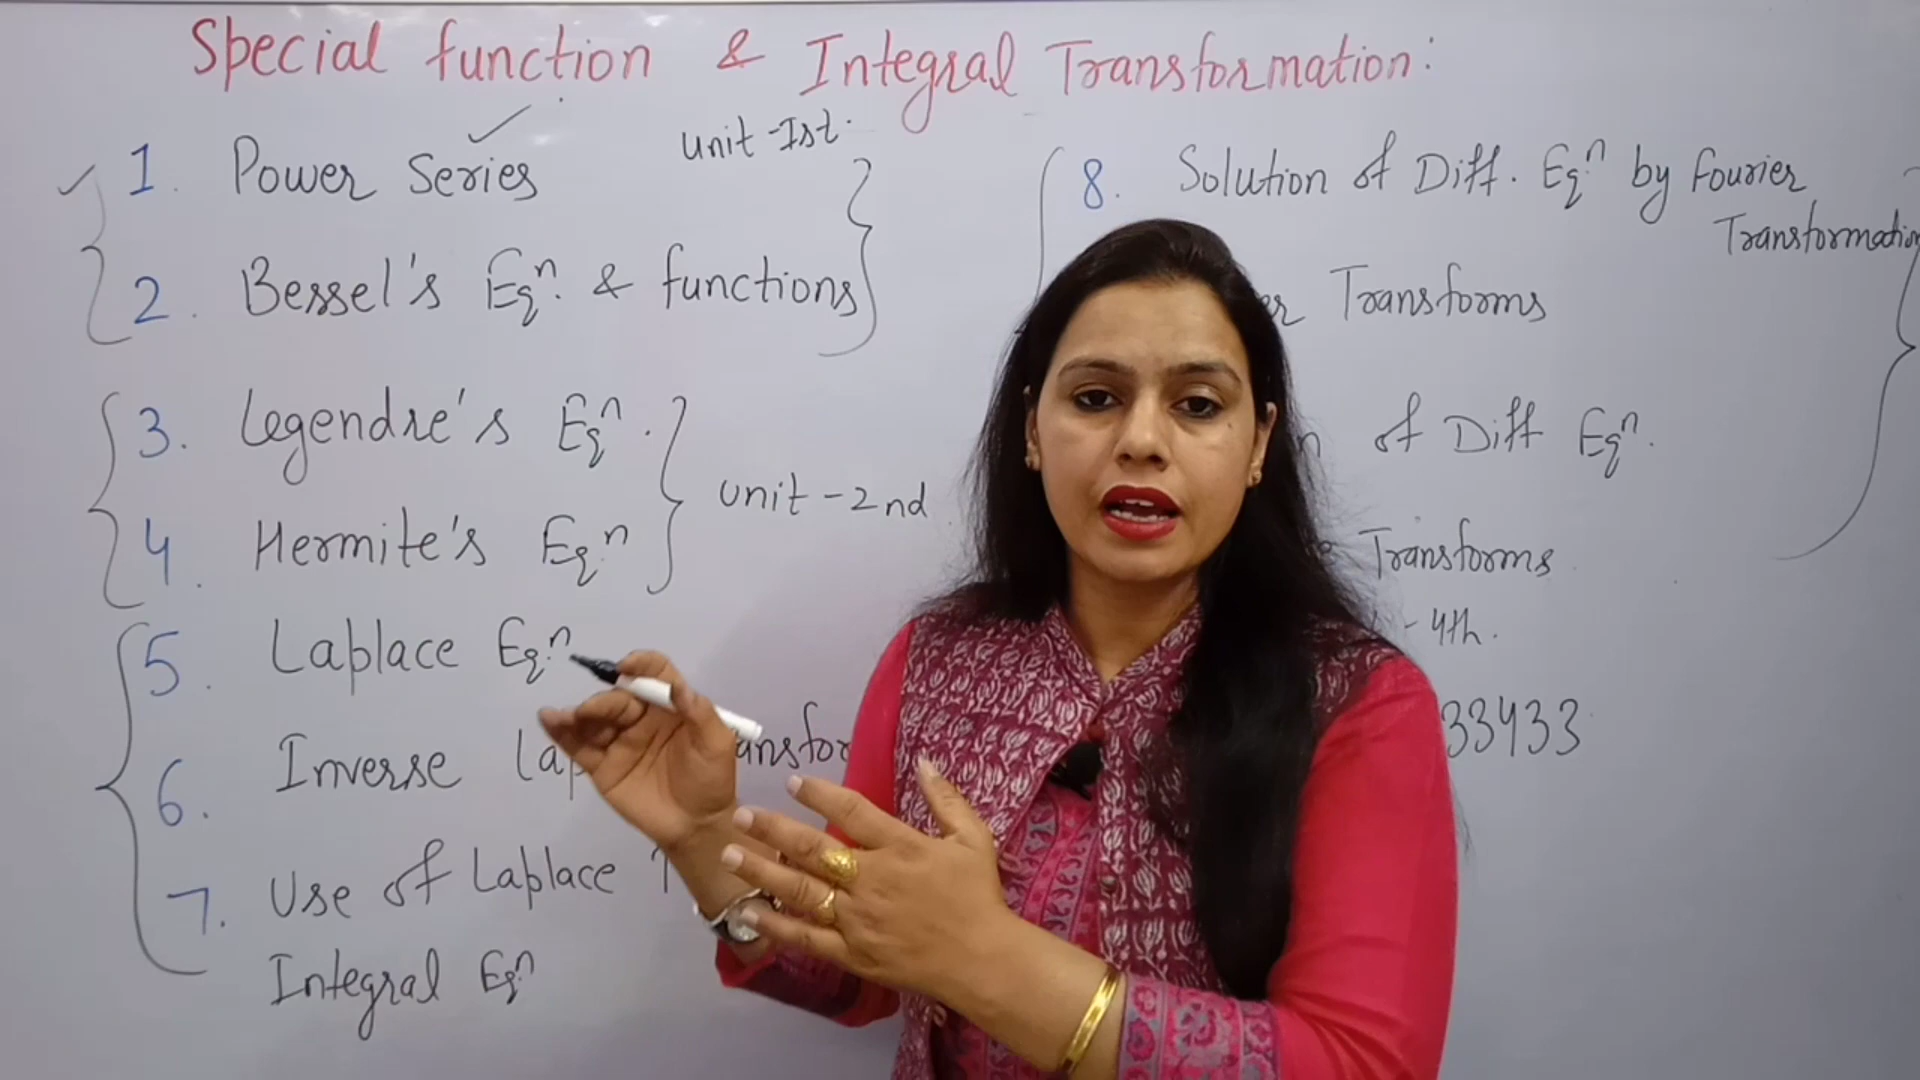 Special function & Integral Transformation:
1. Power Series
Unit-Ist.
2. Bessel's Eqn. & functions
3. Legendre's Eqn.
4. Hermite's Eqn
Unit-2nd
5. Laplace Eqn
6. Inverse
7. Use of Laplace
Integral Eqn
8. Solution of Diff. Eqn by Fourier
Transformation
Transforms
of Diff Eqn.
Transforms
- 4th.
33433